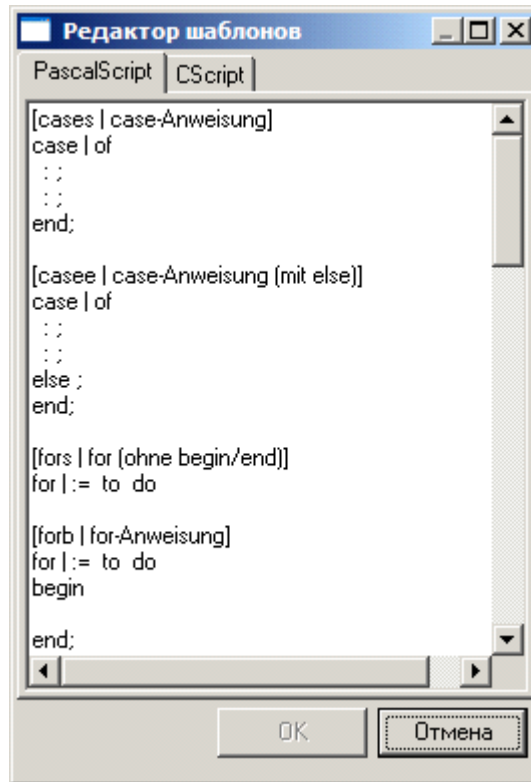 Редактор шаблонов
PascalScript CScript
[cases | case-Anweisung]
case | of
  : ;
  : ;
end;

[casee | case-Anweisung (mit else)]
case | of
  : ;
  : ;
else ;
end;

[fors | for (ohne begin/end)]
for | :=  to  do

[forb | for-Anweisung]
for | :=  to  do
begin

end;
OK Отмена